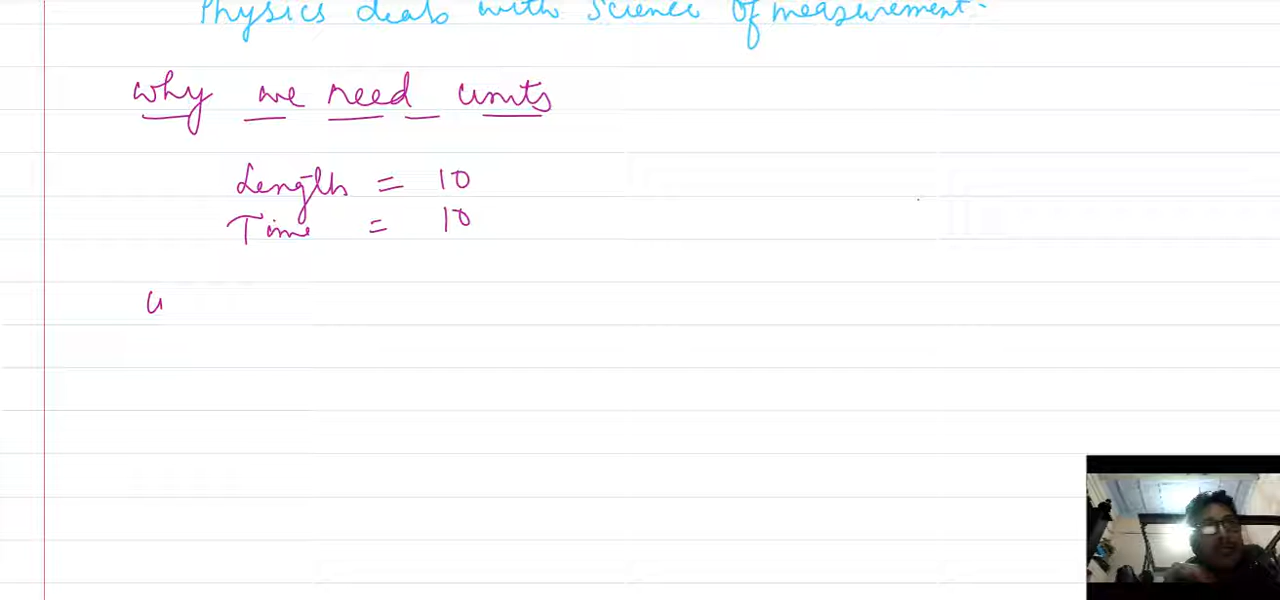 Physics deals with Science Of measurement.
why we need units
Length = 10
Time = 10
u